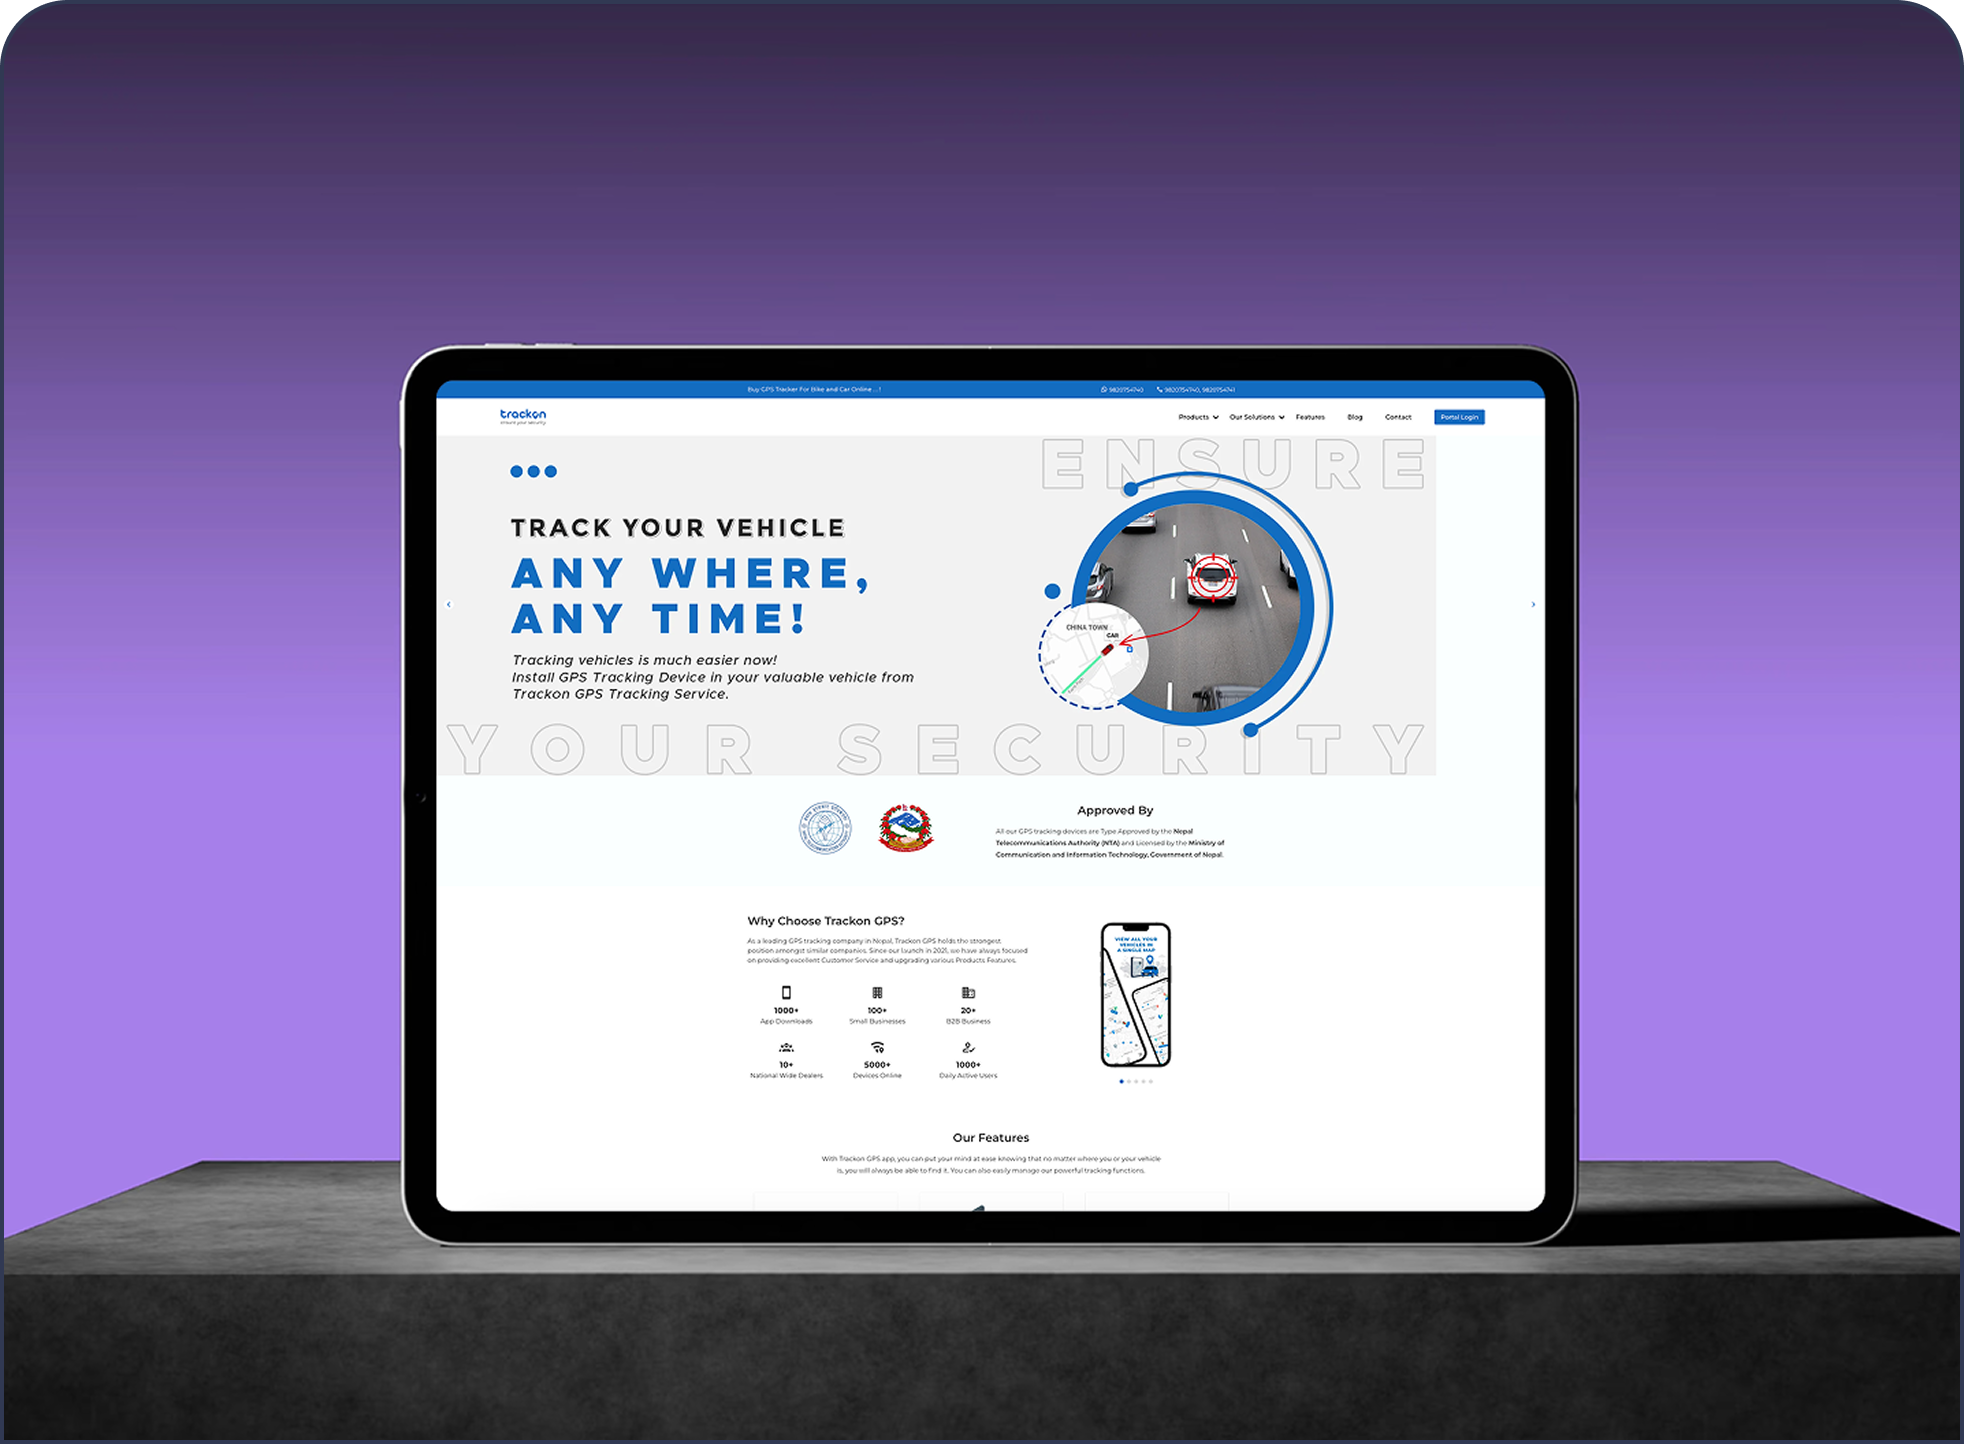 Buy GPS Tracker For Bike and Car Online ...!
9820754740
9820754740, 9820754741
trackon
ensure your security
Products
Our Solutions
Features
Blog
Contact
Portal Login
ENSURE
TRACK YOUR VEHICLE
ANY WHERE,
ANY TIME!
CHINA TOWN
CAR
Tracking vehicles is much easier now!
Install GPS Tracking Device in your valuable vehicle from
Trackon GPS Tracking Service.
YOUR SECURITY
Approved By
All our GPS tracking devices are Type Approved by the Nepal
Telecommunications Authority (NTA) and Licensed by the Ministry of
Communication and Information Technology, Government of Nepal.
Why Choose Trackon GPS?
As a leading GPS tracking company in Nepal, Trackon GPS holds the strongest
position amongst similar companies. Since our launch in 2021, we have always focused
on providing excellent Customer Service and upgrading various Products Features.
1000+
App Downloads
100+
Small Businesses
20+
B2B Business
10+
National Wide Dealers
5000+
Devices Online
1000+
Daily Active Users
VIEW ALL YOUR
VEHICLES IN
A SINGLE MAP
Our Features
With Trackon GPS app, you can put your mind at ease knowing that no matter where you or your vehicle
is, you will always be able to find it. You can also easily manage our powerful tracking functions.